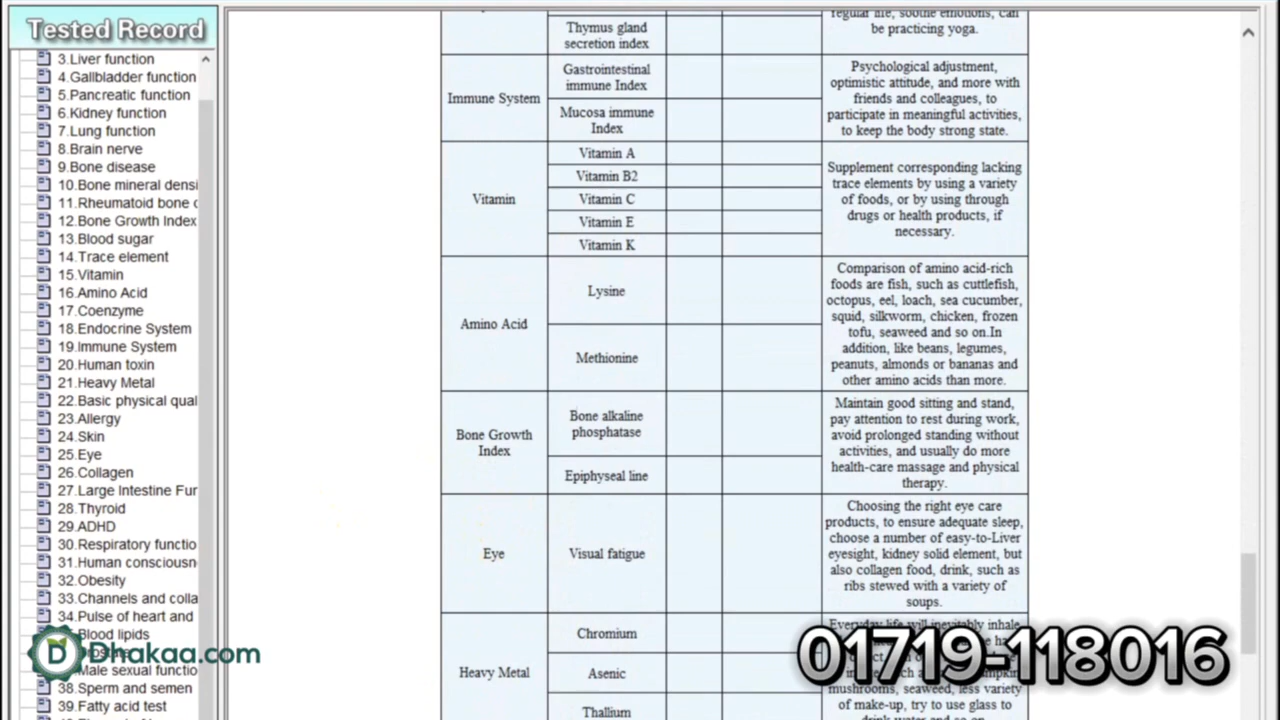 Tested Record
3.Liver function
4.Gallbladder function
5.Pancreatic function
6.Kidney function
7.Lung function
8.Brain nerve
9.Bone disease
10.Bone mineral densi
11.Rheumatoid bone c
12.Bone Growth Index
13.Blood sugar
14.Trace element
15.Vitamin
16.Amino Acid
17.Coenzyme
18.Endocrine System
19.Immune System
20.Human toxin
21.Heavy Metal
22.Basic physical qual
23.Allergy
24.Skin
25.Eye
26.Collagen
27.Large Intestine Fur
28.Thyroid
29.ADHD
30.Respiratory functio
31.Human consciousn
32.Obesity
33.Channels and colla
34.Pulse of heart and
Blood lipids
Male sexual functio
38.Sperm and semen
39.Fatty acid test
Dhakaa.com
regular life, soothe emotions, can
be practicing yoga.
Thymus gland
secretion index
Immune System
Gastrointestinal
immune Index
Mucosa immune
Index
Psychological adjustment,
optimistic attitude, and more with
friends and colleagues, to
participate in meaningful activities,
to keep the body strong state.
Vitamin
Vitamin A
Vitamin B2
Vitamin C
Vitamin E
Vitamin K
Supplement corresponding lacking
trace elements by using a variety
of foods, or by using through
drugs or health products, if
necessary.
Amino Acid
Lysine
Methionine
Comparison of amino acid-rich
foods are fish, such as cuttlefish,
octopus, eel, loach, sea cucumber,
squid, silkworm, chicken, frozen
tofu, seaweed and so on.In
addition, like beans, legumes,
peanuts, almonds or bananas and
other amino acids than more.
Bone Growth
Index
Bone alkaline
phosphatase
Epiphyseal line
Maintain good sitting and stand,
pay attention to rest during work,
avoid prolonged standing without
activities, and usually do more
health-care massage and physical
therapy.
Eye
Visual fatigue
Choosing the right eye care
products, to ensure adequate sleep,
choose a number of easy-to-Liver
eyesight, kidney solid element, but
also collagen food, drink, such as
ribs stewed with a variety of
soups.
Heavy Metal
Chromium
Asenic
Thallium
Everyday life will inevitably inhale
mushrooms, seaweed, less variety
of make-up, try to use glass to
drink water and so on.
01719-118016